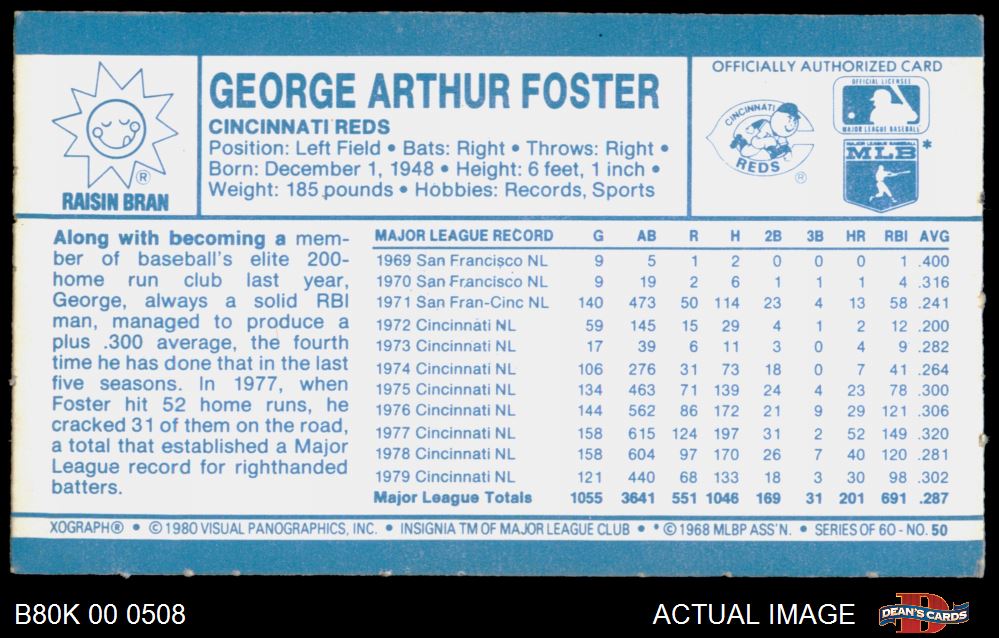 RAISIN BRAN
®
GEORGE ARTHUR FOSTER
CINCINNATI REDS
Position: Left Field • Bats: Right • Throws: Right •
Born: December 1, 1948 • Height: 6 feet, 1 inch •
Weight: 185 pounds • Hobbies: Records, Sports
OFFICIALLY AUTHORIZED CARD
CINCINNATI
REDS
®
OFFICIAL LICENSEE
MAJOR LEAGUE BASEBALL
MAJOR LEAGUE BASEBALL
MLB *
Along with becoming a mem-
ber of baseball's elite 200-
home run club last year,
George, always a solid RBI
man, managed to produce a
plus .300 average, the fourth
time he has done that in the last
five seasons. In 1977, when
Foster hit 52 home runs, he
cracked 31 of them on the road,
a total that established a Major
League record for righthanded
batters.
MAJOR LEAGUE RECORD G AB R H 2B 3B HR RBI AVG
1969 San Francisco NL 9 5 1 2 0 0 0 1 .400
1970 San Francisco NL 9 19 2 6 1 1 1 4 .316
1971 San Fran-Cinc NL 140 473 50 114 23 4 13 58 .241
1972 Cincinnati NL 59 145 15 29 4 1 2 12 .200
1973 Cincinnati NL 17 39 6 11 3 0 4 9 .282
1974 Cincinnati NL 106 276 31 73 18 0 7 41 .264
1975 Cincinnati NL 134 463 71 139 24 4 23 78 .300
1976 Cincinnati NL 144 562 86 172 21 9 29 121 .306
1977 Cincinnati NL 158 615 124 197 31 2 52 149 .320
1978 Cincinnati NL 158 604 97 170 26 7 40 120 .281
1979 Cincinnati NL 121 440 68 133 18 3 30 98 .302
Major League Totals 1055 3641 551 1046 169 31 201 691 .287
XOGRAPH® • ©1980 VISUAL PANOGRAPHICS, INC. • INSIGNIA TM OF MAJOR LEAGUE CLUB • * ©1968 MLBP ASS'N. • SERIES OF 60 - NO. 50
B80K 00 0508
ACTUAL IMAGE
DEAN'S CARDS